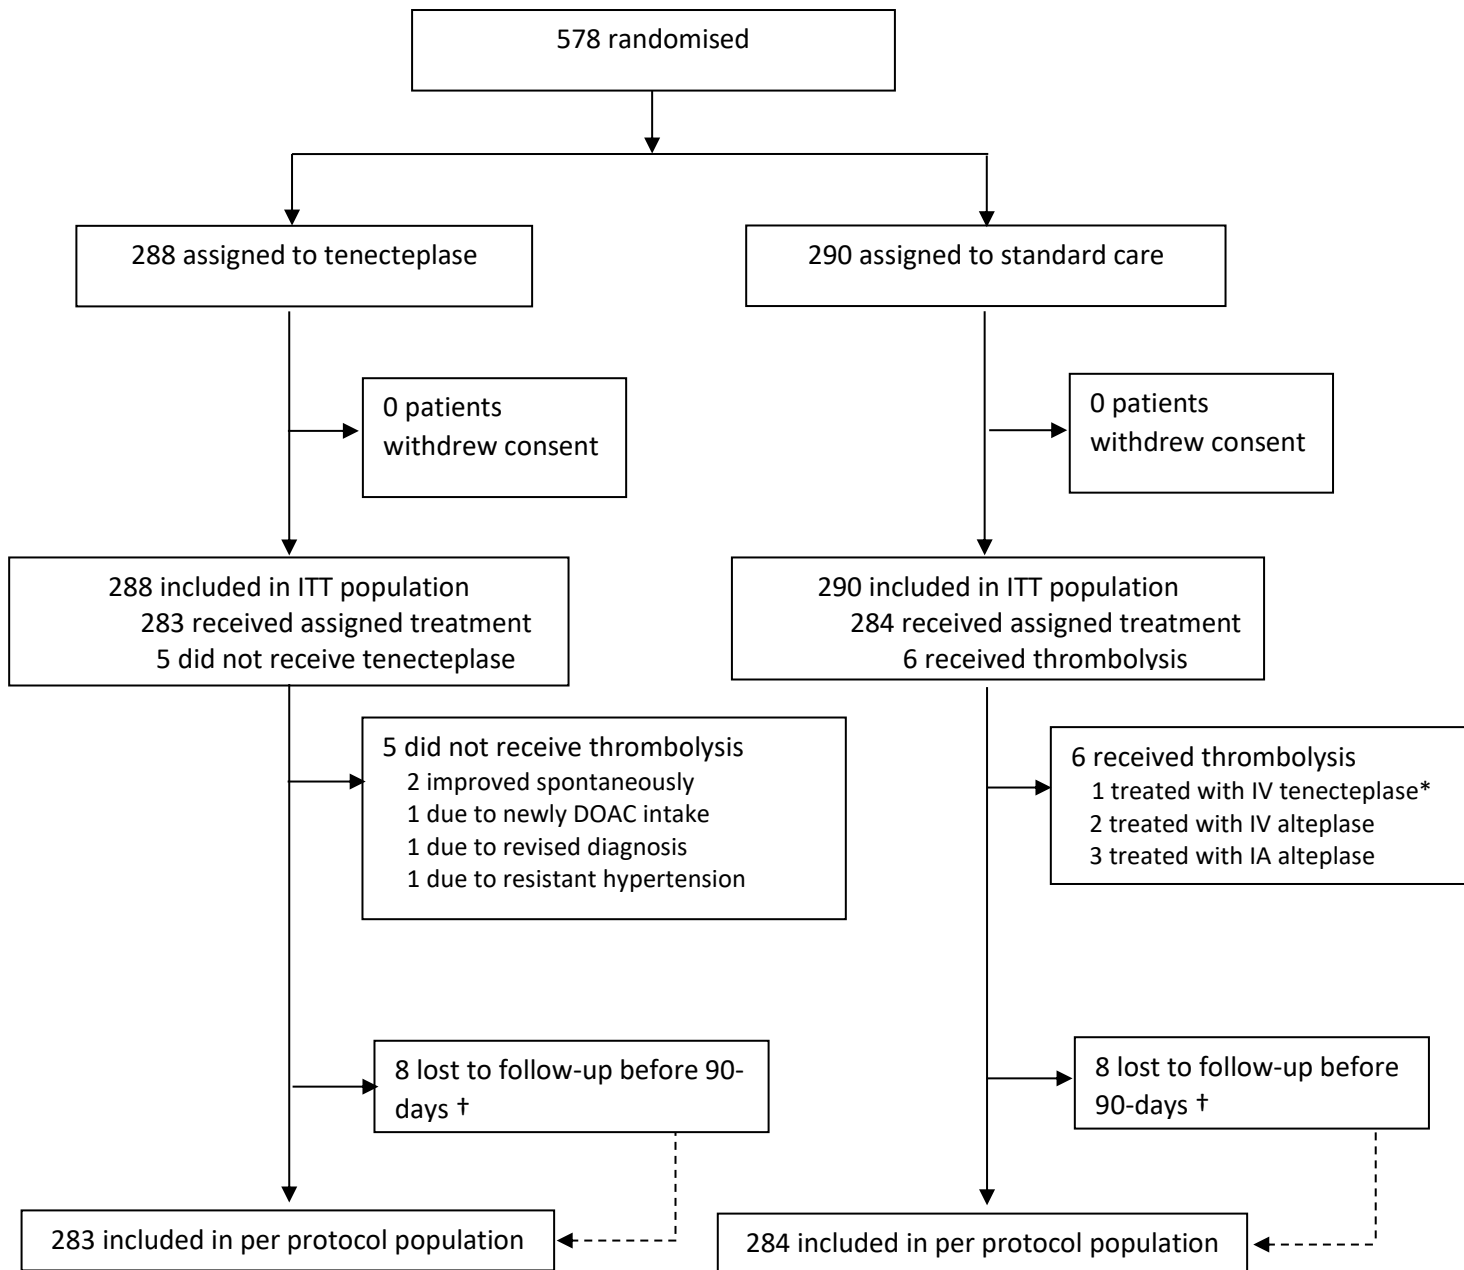 578 randomised
288 assigned to tenecteplase
290 assigned to standard care
0 patients
withdrew consent
0 patients
withdrew consent
288 included in ITT population
283 received assigned treatment
5 did not receive tenecteplase
290 included in ITT population
284 received assigned treatment
6 received thrombolysis
5 did not receive thrombolysis
2 improved spontaneously
1 due to newly DOAC intake
1 due to revised diagnosis
1 due to resistant hypertension
6 received thrombolysis
1 treated with IV tenecteplase*
2 treated with IV alteplase
3 treated with IA alteplase
8 lost to follow-up before 90-
days †
8 lost to follow-up before
90-days †
283 included in per protocol population
284 included in per protocol population